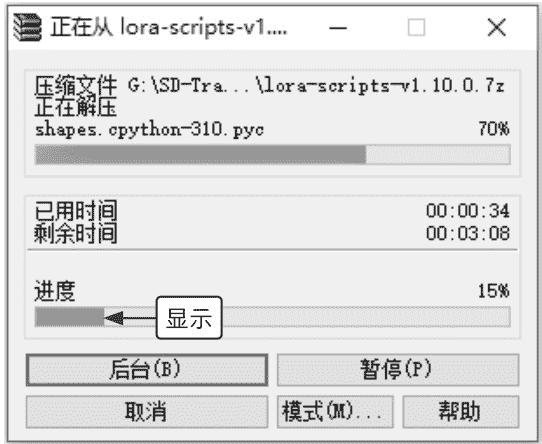 正在从 lora-scripts-v1....
压缩文件 G:\SD-Tra...\lora-scripts-v1.10.0.7z
正在解压
shapes.cpython-310.pyc 70%
已用时间 00:00:34
剩余时间 00:03:08
进度 15%
显示
后台(B) 暂停(P)
取消 模式(M)... 帮助